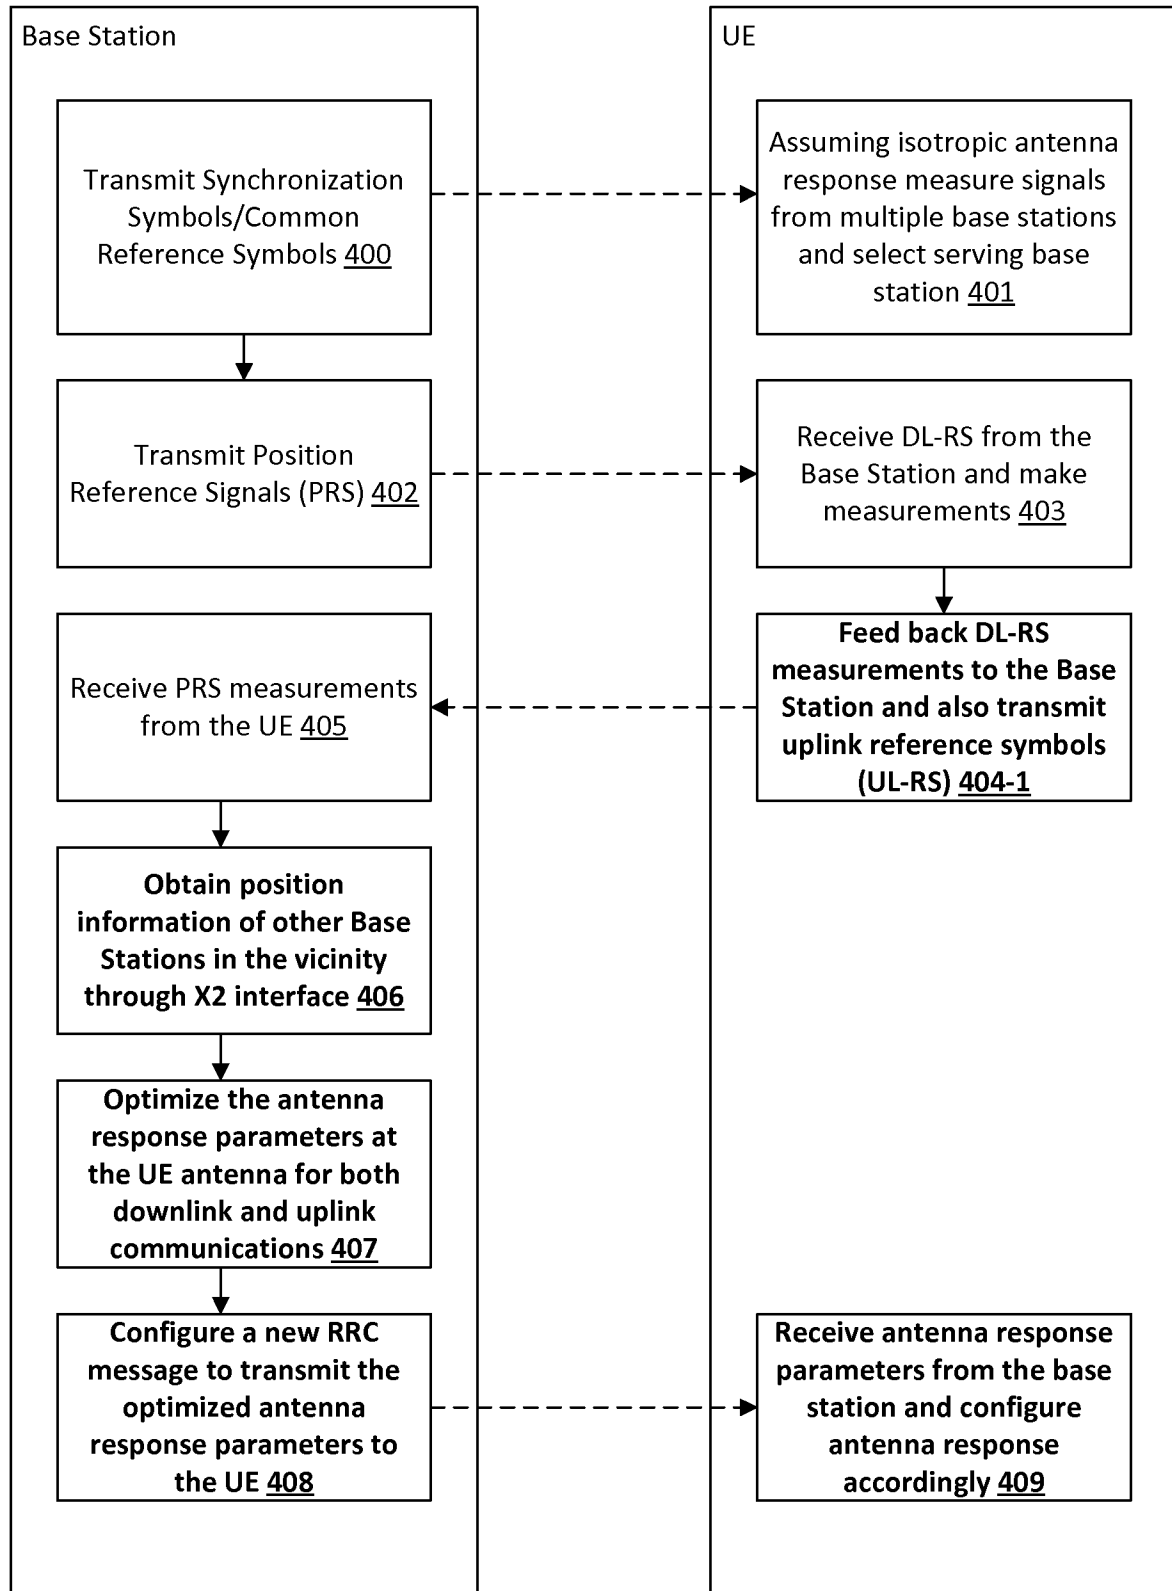 Base Station
UE
Transmit Synchronization
Symbols/Common
Reference Symbols 400
Assuming isotropic antenna
response measure signals
from multiple base stations
and select serving base
station 401
Transmit Position
Reference Signals (PRS) 402
Receive DL-RS from the
Base Station and make
measurements 403
Feed back DL-RS
measurements to the Base
Station and also transmit
uplink reference symbols
(UL-RS) 404-1
Receive PRS measurements
from the UE 405
Obtain position
information of other Base
Stations in the vicinity
through X2 interface 406
Optimize the antenna
response parameters at
the UE antenna for both
downlink and uplink
communications 407
Configure a new RRC
message to transmit the
optimized antenna
response parameters to
the UE 408
Receive antenna response
parameters from the base
station and configure
antenna response
accordingly 409